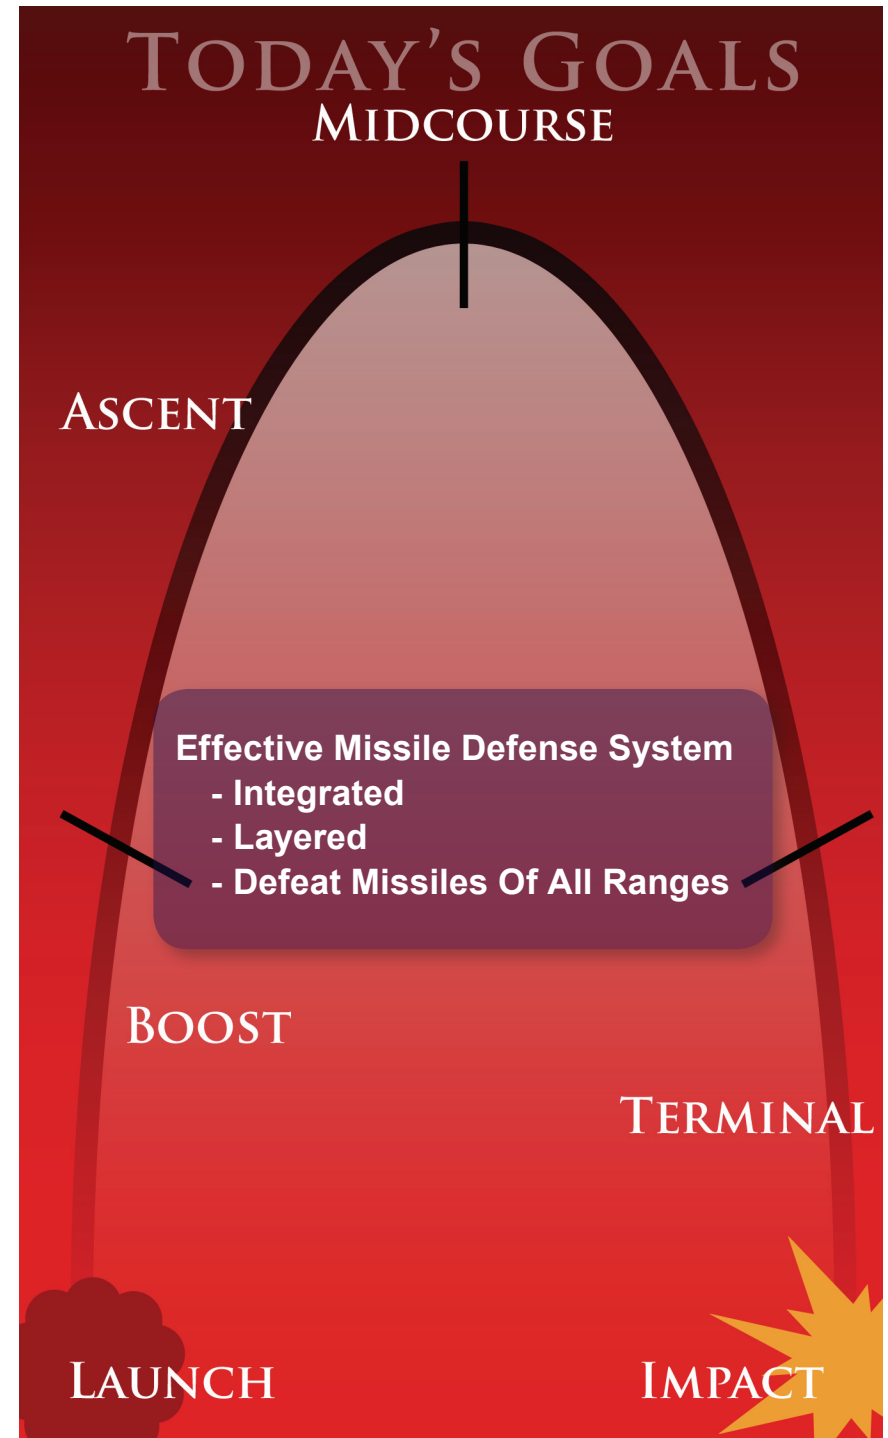 Today's Goals
Midcourse
Ascent
Effective Missile Defense System
- Integrated
- Layered
- Defeat Missiles Of All Ranges
Boost
Terminal
Launch
Impact